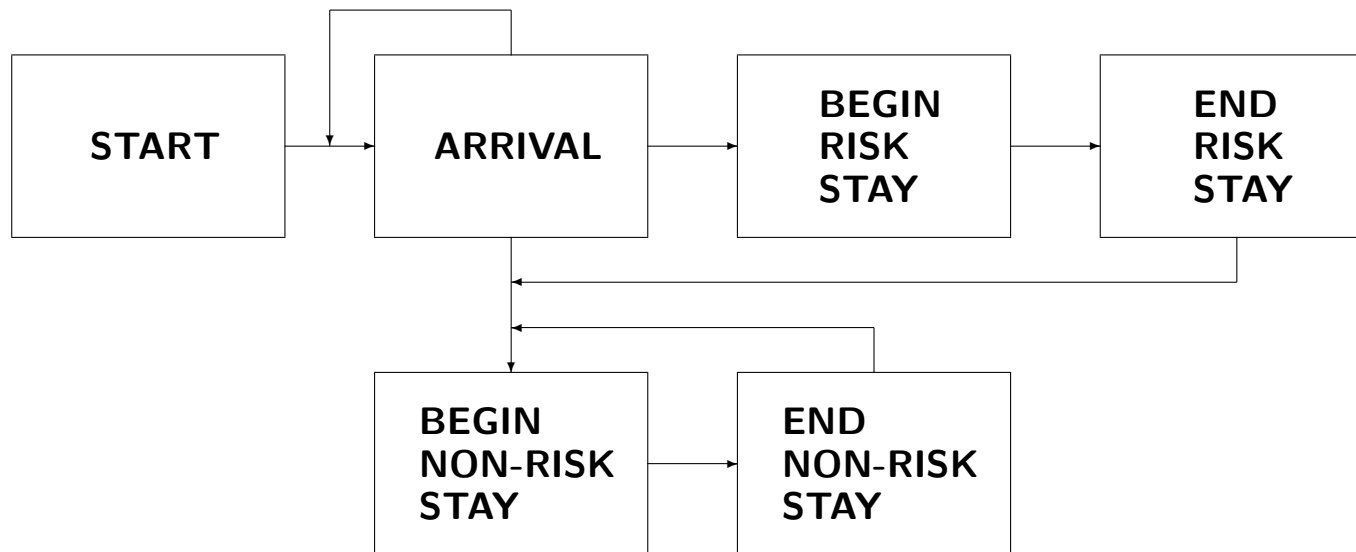 START
ARRIVAL
BEGIN
RISK
STAY
END
RISK
STAY
BEGIN
NON-RISK
STAY
END
NON-RISK
STAY